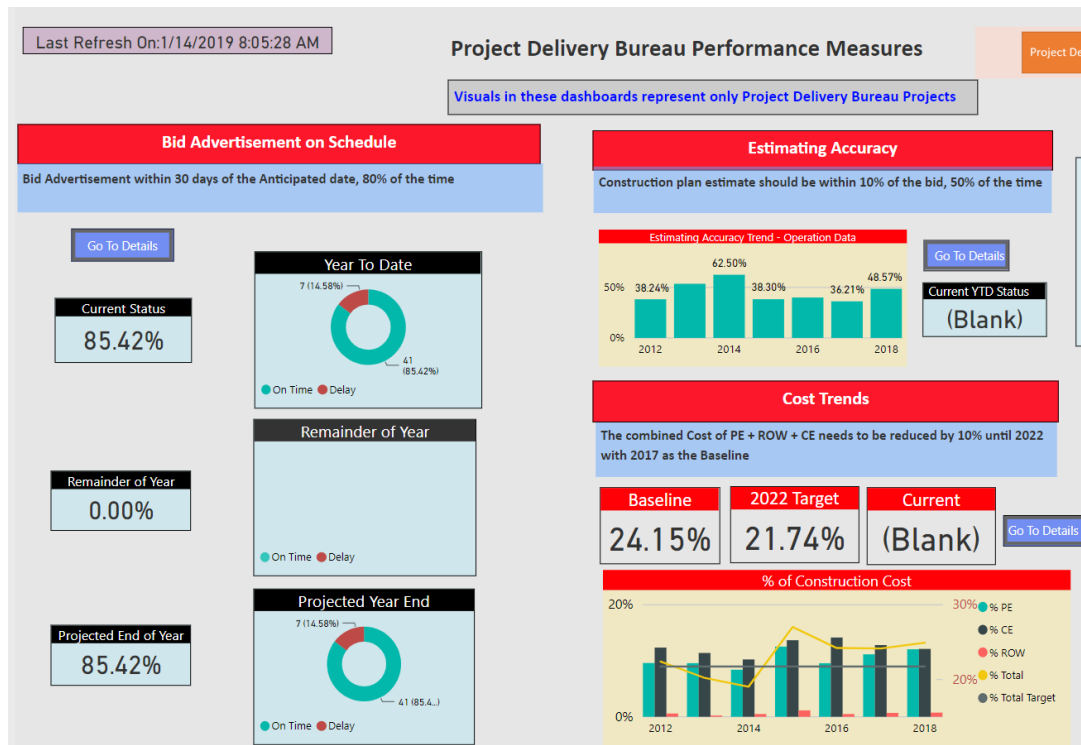 Last Refresh On:1/14/2019 8:05:28 AM
Project Delivery Bureau Performance Measures
Project De
Visuals in these dashboards represent only Project Delivery Bureau Projects
Bid Advertisement on Schedule
Bid Advertisement within 30 days of the Anticipated date, 80% of the time
Go To Details
Current Status
85.42%
Year To Date
7 (14.58%)
41
(85.42%)
On Time Delay
Remainder of Year
0.00%
Remainder of Year
On Time Delay
Projected End of Year
85.42%
Projected Year End
7 (14.58%)
41 (85.4...)
On Time Delay
Estimating Accuracy
Construction plan estimate should be within 10% of the bid, 50% of the time
Estimating Accuracy Trend - Operation Data
62.50%
50% 38.24% 38.30% 36.21% 48.57%
0%
2012 2014 2016 2018
Go To Details
Current YTD Status
(Blank)
Cost Trends
The combined Cost of PE + ROW + CE needs to be reduced by 10% until 2022
with 2017 as the Baseline
Baseline
24.15%
2022 Target
21.74%
Current
(Blank)
Go To Details
% of Construction Cost
20% 30%
0% 20%
2012 2014 2016 2018
% PE
% CE
% ROW
% Total
% Total Target